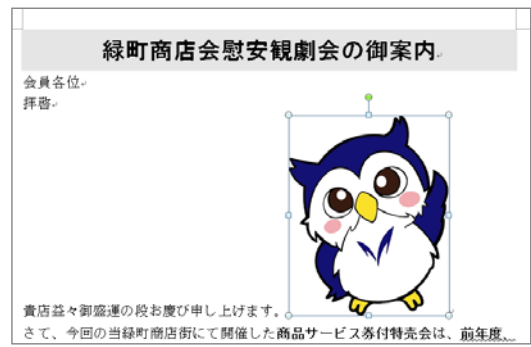 緑町商店会慰安観劇会の御案内
会員各位
拝啓
貴店益々御盛運の段お慶び申し上げます。
さて、今回の当緑町商店街にて開催した商品サービス券付特売会は、前年度、